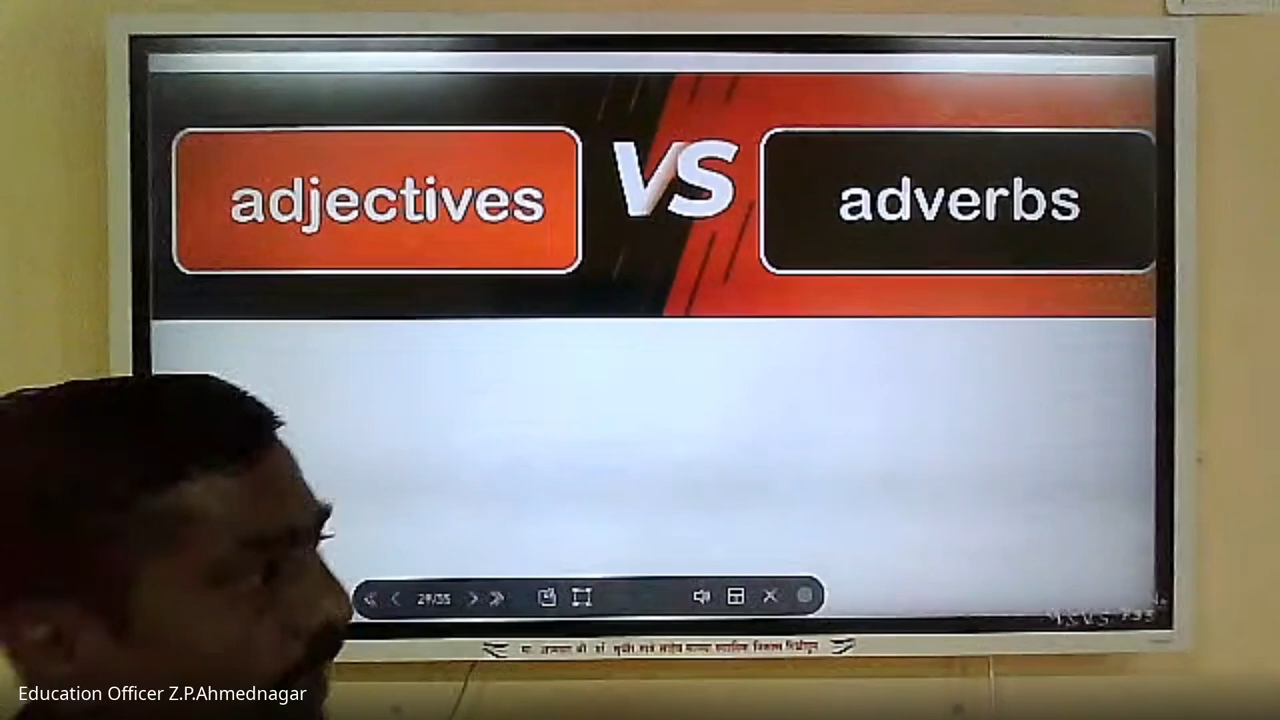 adjectives
VS
adverbs
29/35
Education Officer Z.P.Ahmednagar